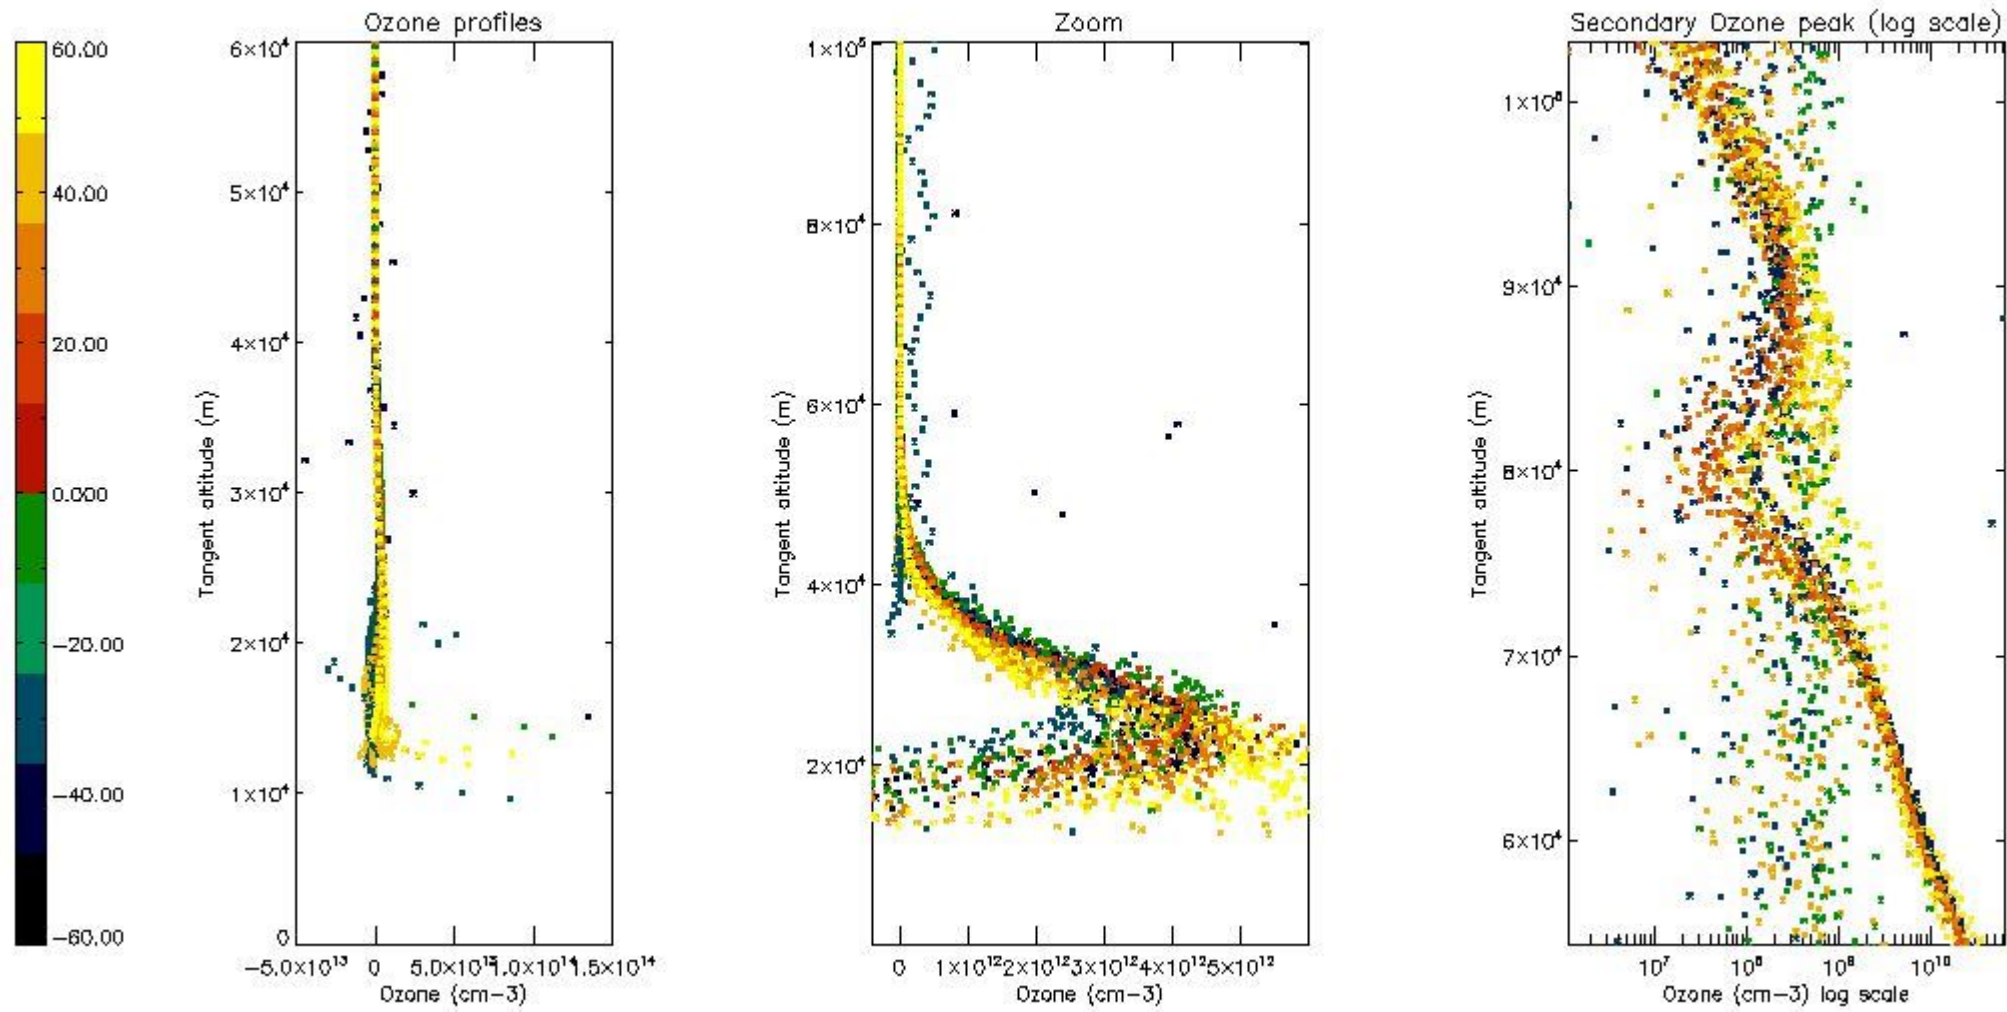 Ozone profiles
Zoom
Secondary Ozone peak (log scale)
60.00
40.00
20.00
0.000
−20.00
−40.00
−60.00
6×10⁴
5×10⁴
4×10⁴
3×10⁴
2×10⁴
1×10⁴
0
Tangent altitude (m)
−5.0×10¹³ 0 5.0×10¹³ 1.0×10¹⁴ 1.5×10¹⁴
Ozone (cm−3)
1×10⁵
8×10⁴
6×10⁴
4×10⁴
2×10⁴
Tangent altitude (m)
0 1×10¹² 2×10¹² 3×10¹² 4×10¹² 5×10¹²
Ozone (cm−3)
1×10⁵
9×10⁴
8×10⁴
7×10⁴
6×10⁴
Tangent altitude (m)
10⁷ 10⁸ 10⁹ 10¹⁰
Ozone (cm−3) log scale